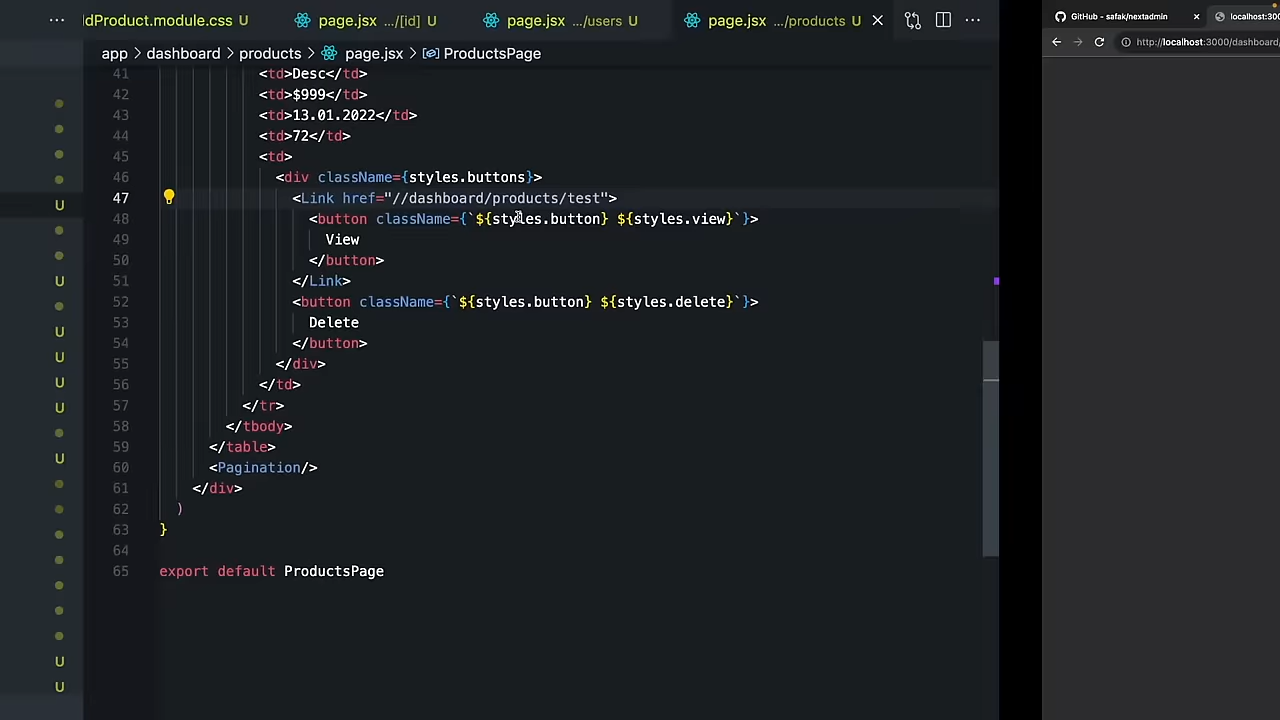 dProduct.module.css U
page.jsx .../[id] U
page.jsx .../users U
page.jsx .../products U
app > dashboard > products > page.jsx > ProductsPage
41 <td>Desc</td>
42 <td>$999</td>
43 <td>13.01.2022</td>
44 <td>72</td>
45 <td>
46 <div className={styles.buttons}>
47 <Link href="//dashboard/products/test">
48 <button className={`${styles.button} ${styles.view}`}>
49 View
50 </button>
51 </Link>
52 <button className={`${styles.button} ${styles.delete}`}>
53 Delete
54 </button>
55 </div>
56 </td>
57 </tr>
58 </tbody>
59 </table>
60 <Pagination/>
61 </div>
62 )
63 }
64
65 export default ProductsPage
U
U
U
U
U
U
U
U
GitHub - safak/nextadmin
localhost:300
http://localhost:3000/dashboard